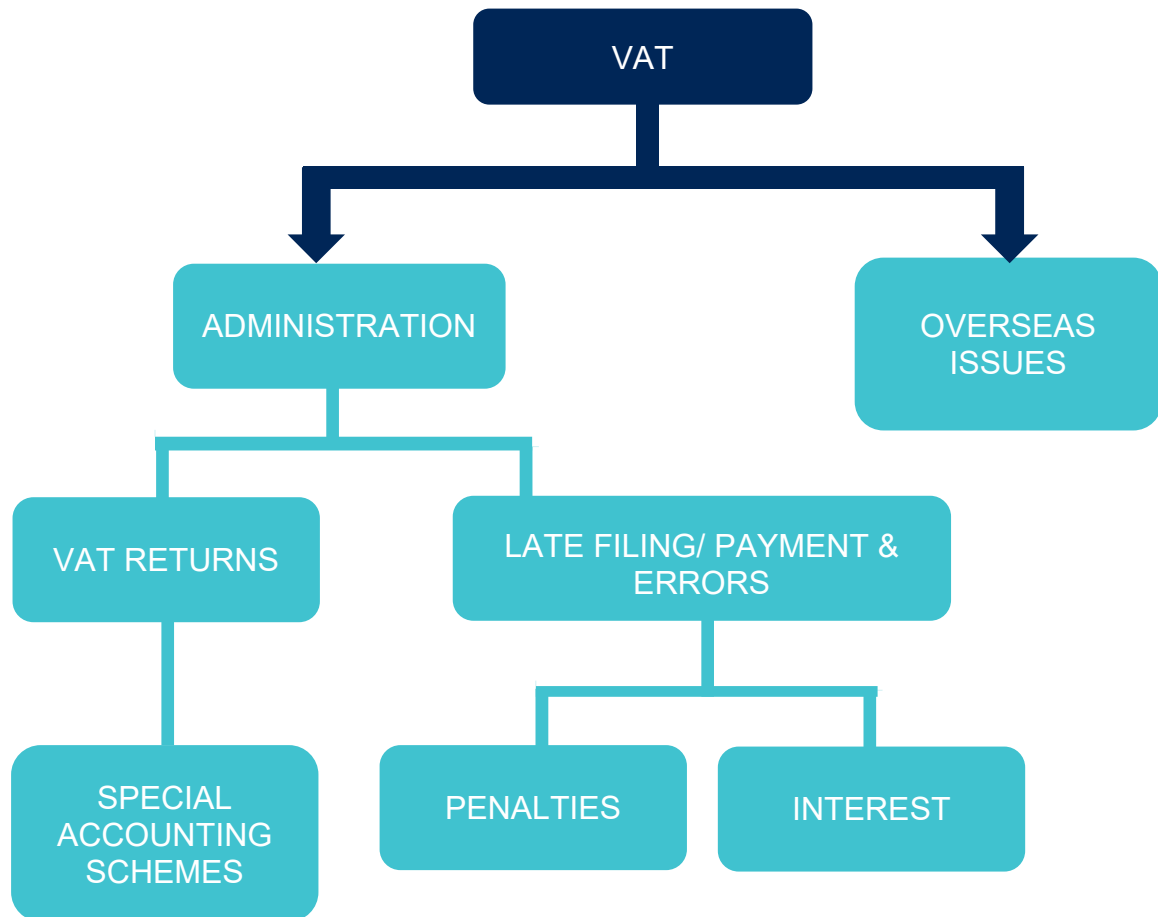 VAT
ADMINISTRATION
OVERSEAS
ISSUES
VAT RETURNS
LATE FILING/ PAYMENT &
ERRORS
SPECIAL
ACCOUNTING
SCHEMES
PENALTIES
INTEREST